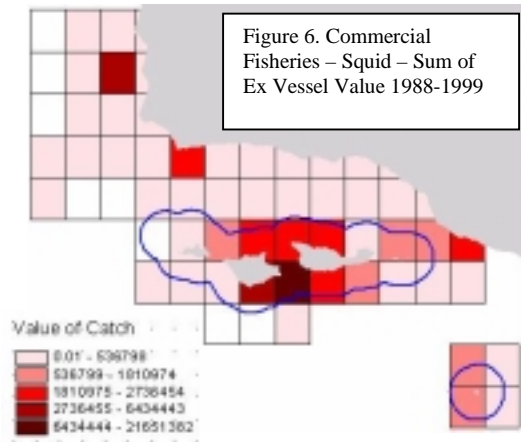 Figure 6. Commercial
Fisheries – Squid – Sum of
Ex Vessel Value 1988-1999
Value of Catch
0.01 - 536798
536799 - 1810974
1810975 - 2736454
2736455 - 6434443
6434444 - 21651382